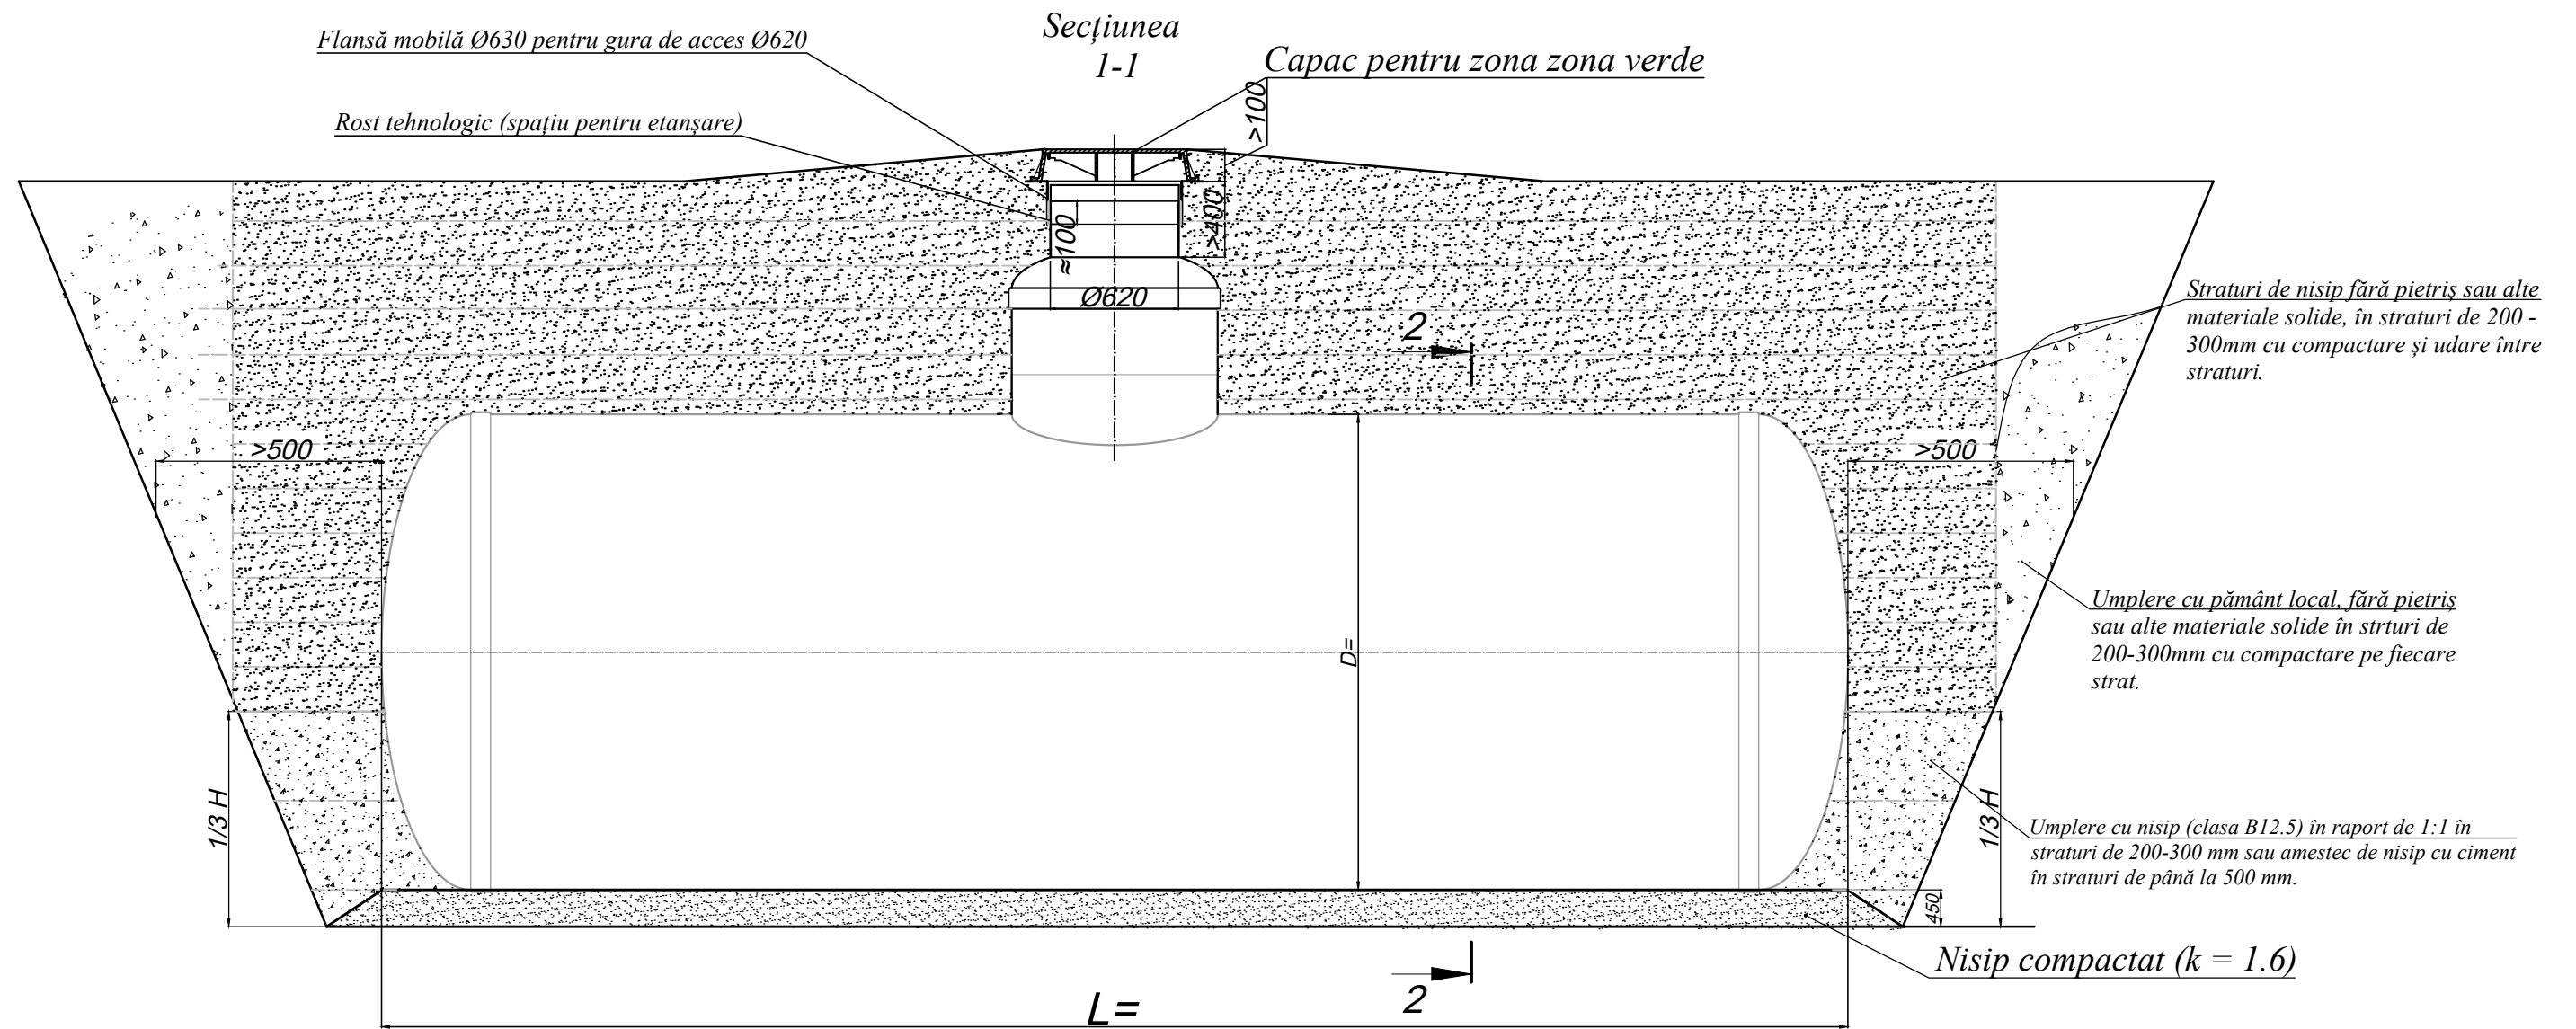 Secțiunea
1-1
Flansă mobilă Ø630 pentru gura de acces Ø620
Capac pentru zona zona verde
>100
Rost tehnologic (spațiu pentru etanșare)
>400
≈100
Ø620
2
Straturi de nisip fără pietriș sau alte
materiale solide, în straturi de 200 -
300mm cu compactare și udare între
straturi.
>500
>500
D=
Umplere cu pământ local, fără pietriș
sau alte materiale solide în strturi de
200-300mm cu compactare pe fiecare
strat.
1/3 H
1/3 H
Umplere cu nisip (clasa B12.5) în raport de 1:1 în
straturi de 200-300 mm sau amestec de nisip cu ciment
în straturi de până la 500 mm.
450
Nisip compactat (k = 1.6)
2
L=